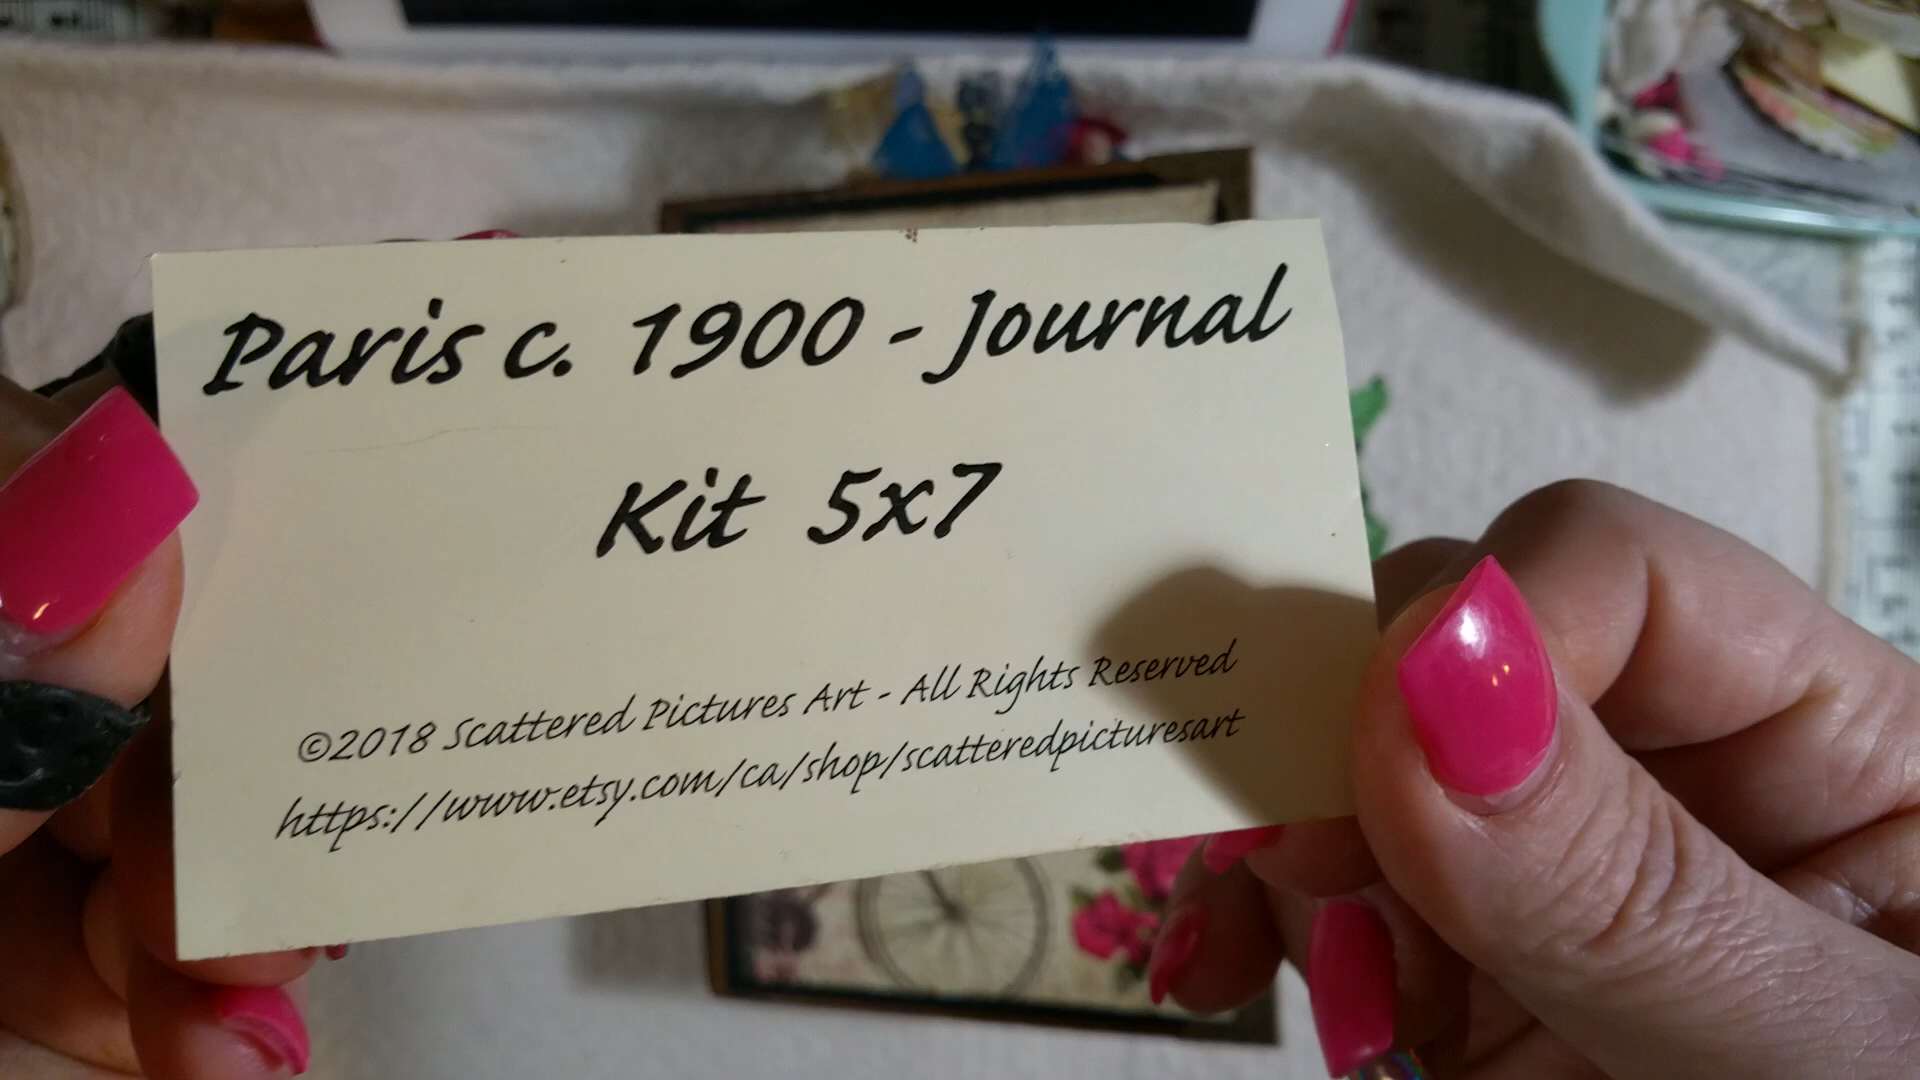 Paris c. 1900 - Journal
Kit 5x7
©2018 Scattered Pictures Art - All Rights Reserved
https://www.etsy.com/ca/shop/scatteredpicturesart